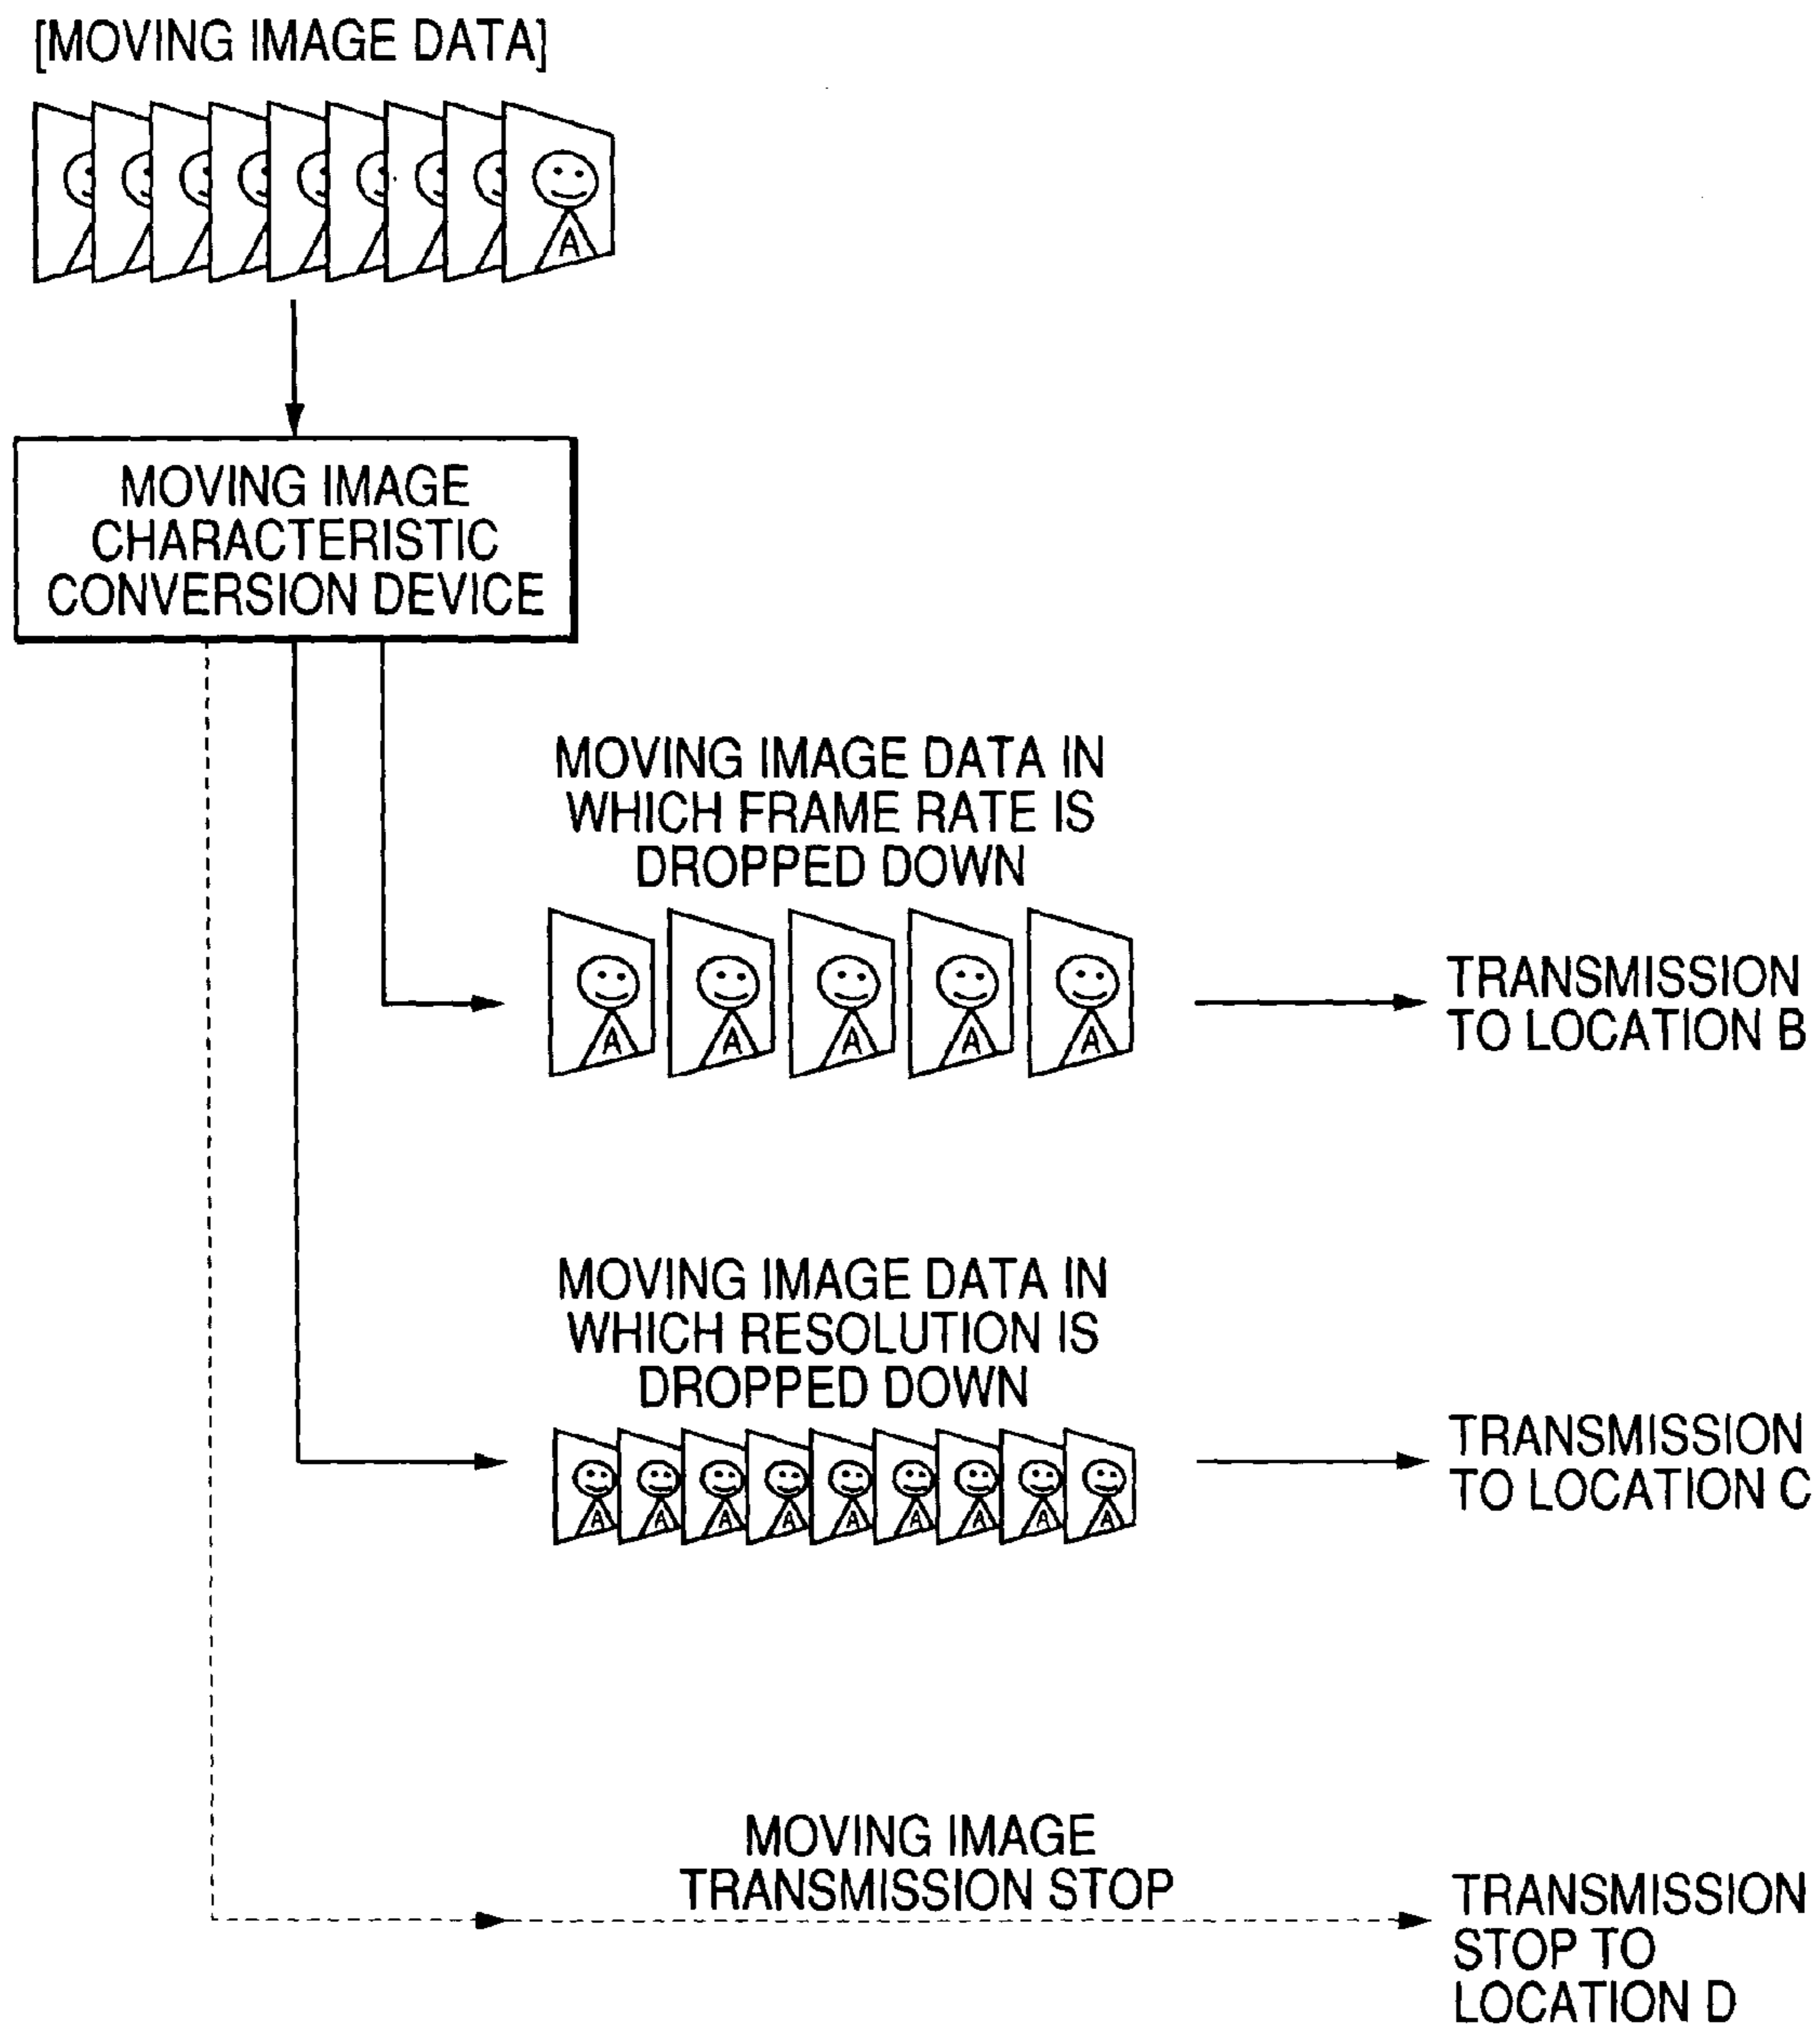 [MOVING IMAGE DATA]
A
MOVING IMAGE
CHARACTERISTIC
CONVERSION DEVICE
MOVING IMAGE DATA IN
WHICH FRAME RATE IS
DROPPED DOWN
A A A A A
TRANSMISSION
TO LOCATION B
MOVING IMAGE DATA IN
WHICH RESOLUTION IS
DROPPED DOWN
A A A A A A A A A
TRANSMISSION
TO LOCATION C
MOVING IMAGE
TRANSMISSION STOP
TRANSMISSION
STOP TO
LOCATION D